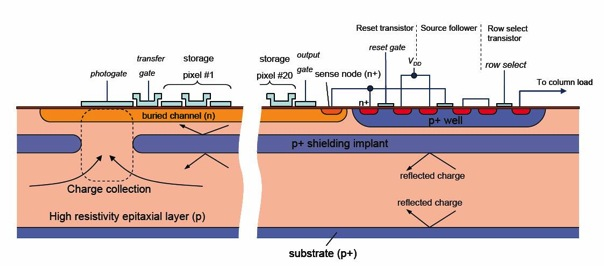 Reset transistor
Source follower
Row select
transistor
transfer
gate
storage
pixel #1
storage
pixel #20
output
gate
photogate
reset gate
V_DD
row select
sense node (n+)
To column load
n+
buried channel (n)
p+ well
p+ shielding implant
Charge collection
reflected charge
reflected charge
High resistivity epitaxial layer (p)
substrate (p+)